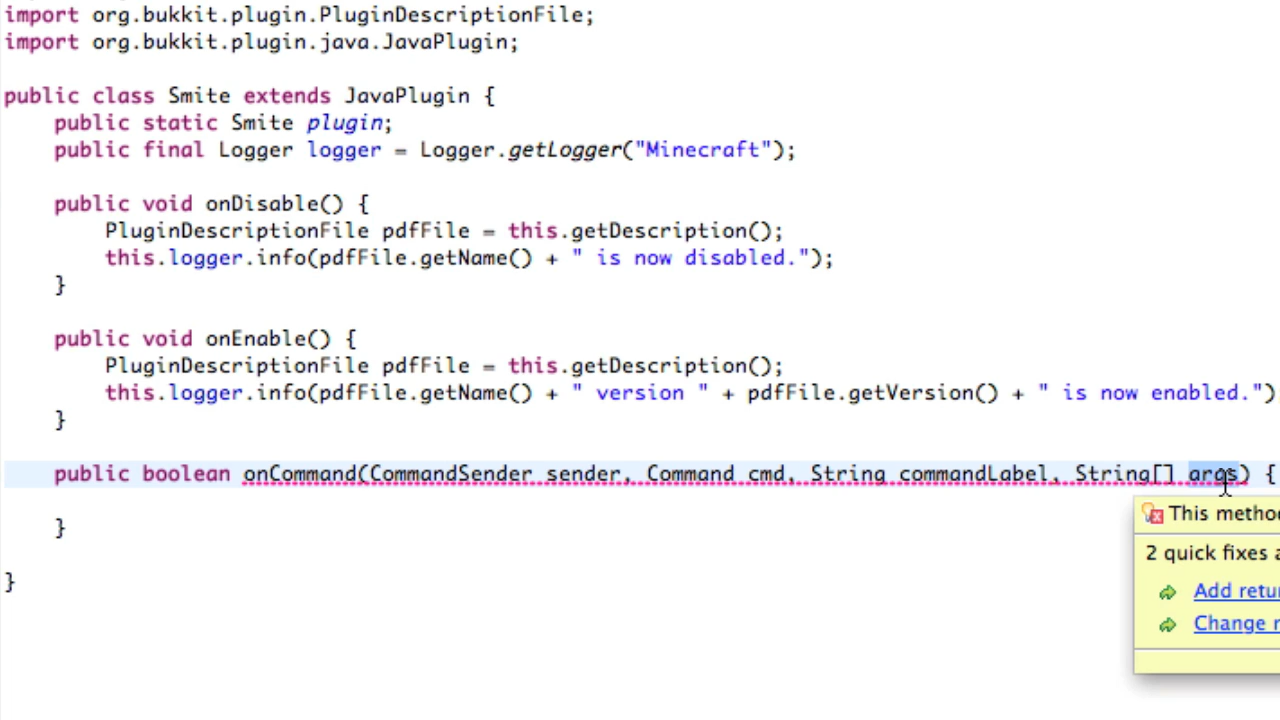 import org.bukkit.plugin.PluginDescriptionFile;
import org.bukkit.plugin.java.JavaPlugin;
public class Smite extends JavaPlugin {
public static Smite plugin;
public final Logger logger = Logger.getLogger("Minecraft");
public void onDisable() {
PluginDescriptionFile pdfFile = this.getDescription();
this.logger.info(pdfFile.getName() + " is now disabled.");
}
public void onEnable() {
PluginDescriptionFile pdfFile = this.getDescription();
this.logger.info(pdfFile.getName() + " version " + pdfFile.getVersion() + " is now enabled.")
}
public boolean onCommand(CommandSender sender, Command cmd, String commandLabel, String[] args) {
This metho
2 quick fixes a
}
}
Add retu
Change r